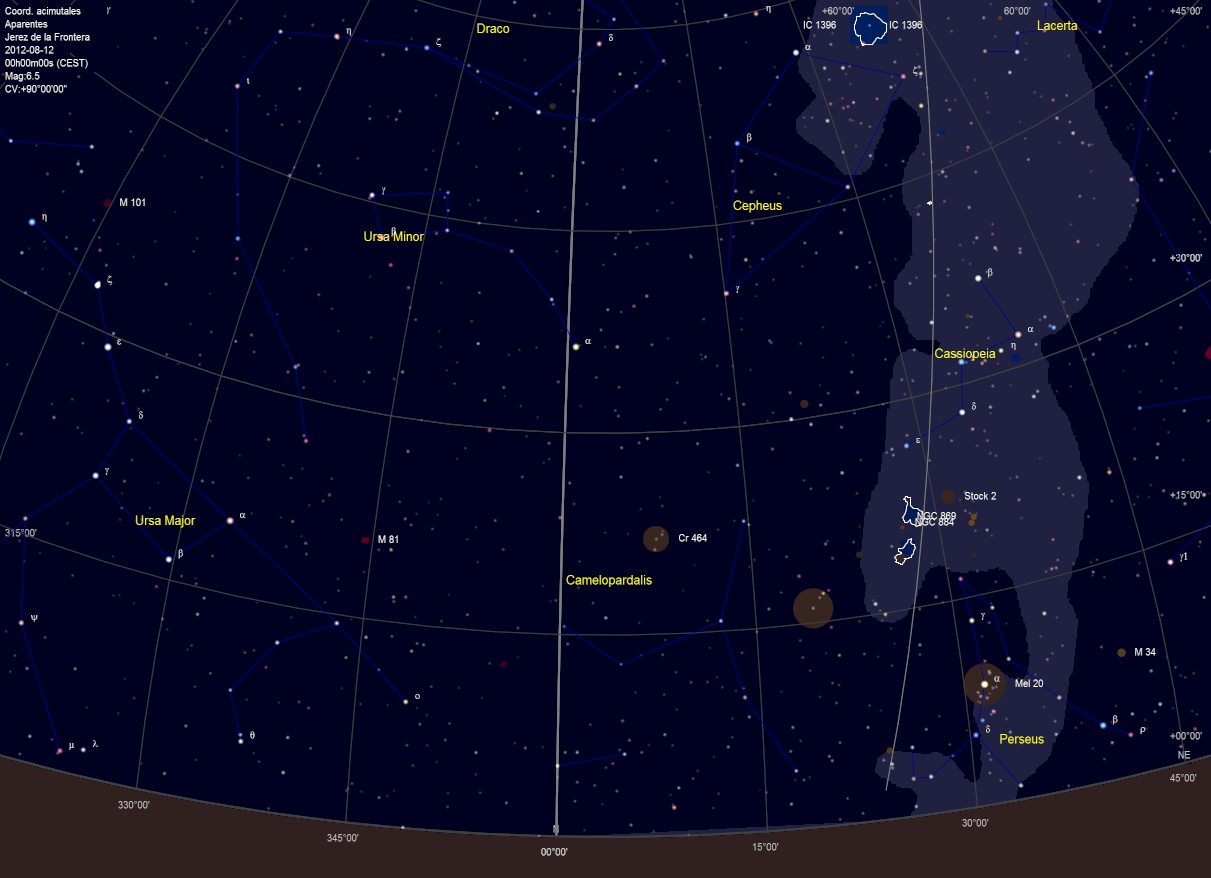 Coord. acimutales
Aparentes
Jerez de la Frontera
2012-08-12
00h00m00s (CEST)
Mag:6.5
CV:+90°00'00"
γ
η
ζ
Draco
δ
η
+60°00'
IC 1396
IC 1396
60°00'
Lacerta
+45°00'
α
ζ
ι
β
γ
M 101
Cepheus
η
β
Ursa Minor
+30°00'
ζ
β
γ
α
η
ε
α
Cassiopeia
δ
δ
ε
γ
+15°00'
Stock 2
Ursa Major
α
NGC 869
NGC 884
315°00'
M 81
Cr 464
β
γ1
Camelopardalis
ψ
γ
M 34
α
Mel 20
ο
β
ρ
δ
θ
+00°00'
Perseus
μ
λ
NE
45°00'
330°00'
30°00'
N
345°00'
00°00'
15°00'